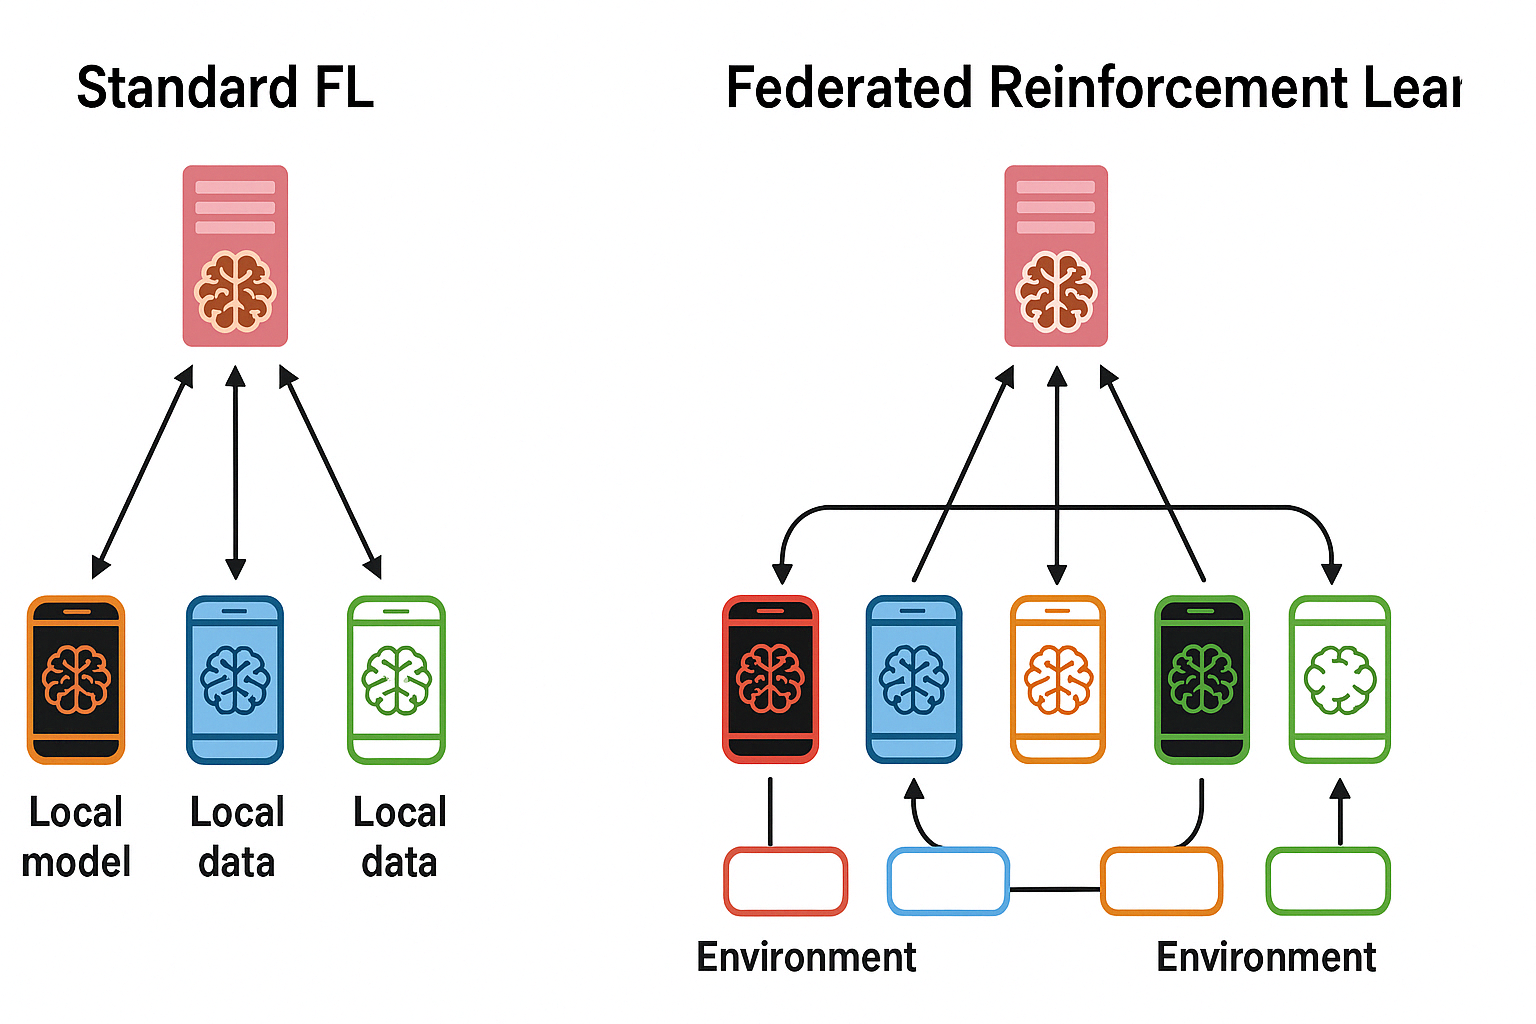 Standard FL
Federated Reinforcement Lear
Local
model
Local
data
Local
data
Environment
Environment